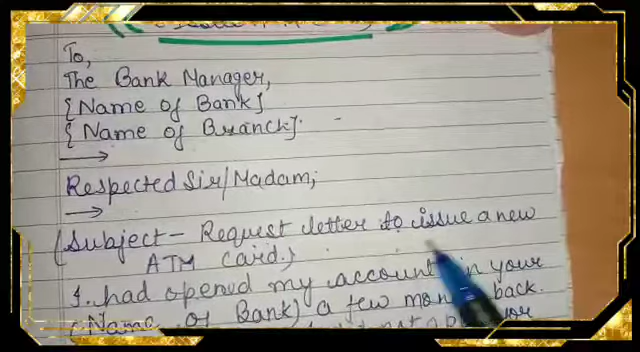 To,
The Bank Manager,
{Name of Bank}
{Name of Branch}.
Respected Sir/Madam;
(Subject - Request letter to issue a new
ATM Card.)
I had opened my account in your
(Name of Bank) a few back.